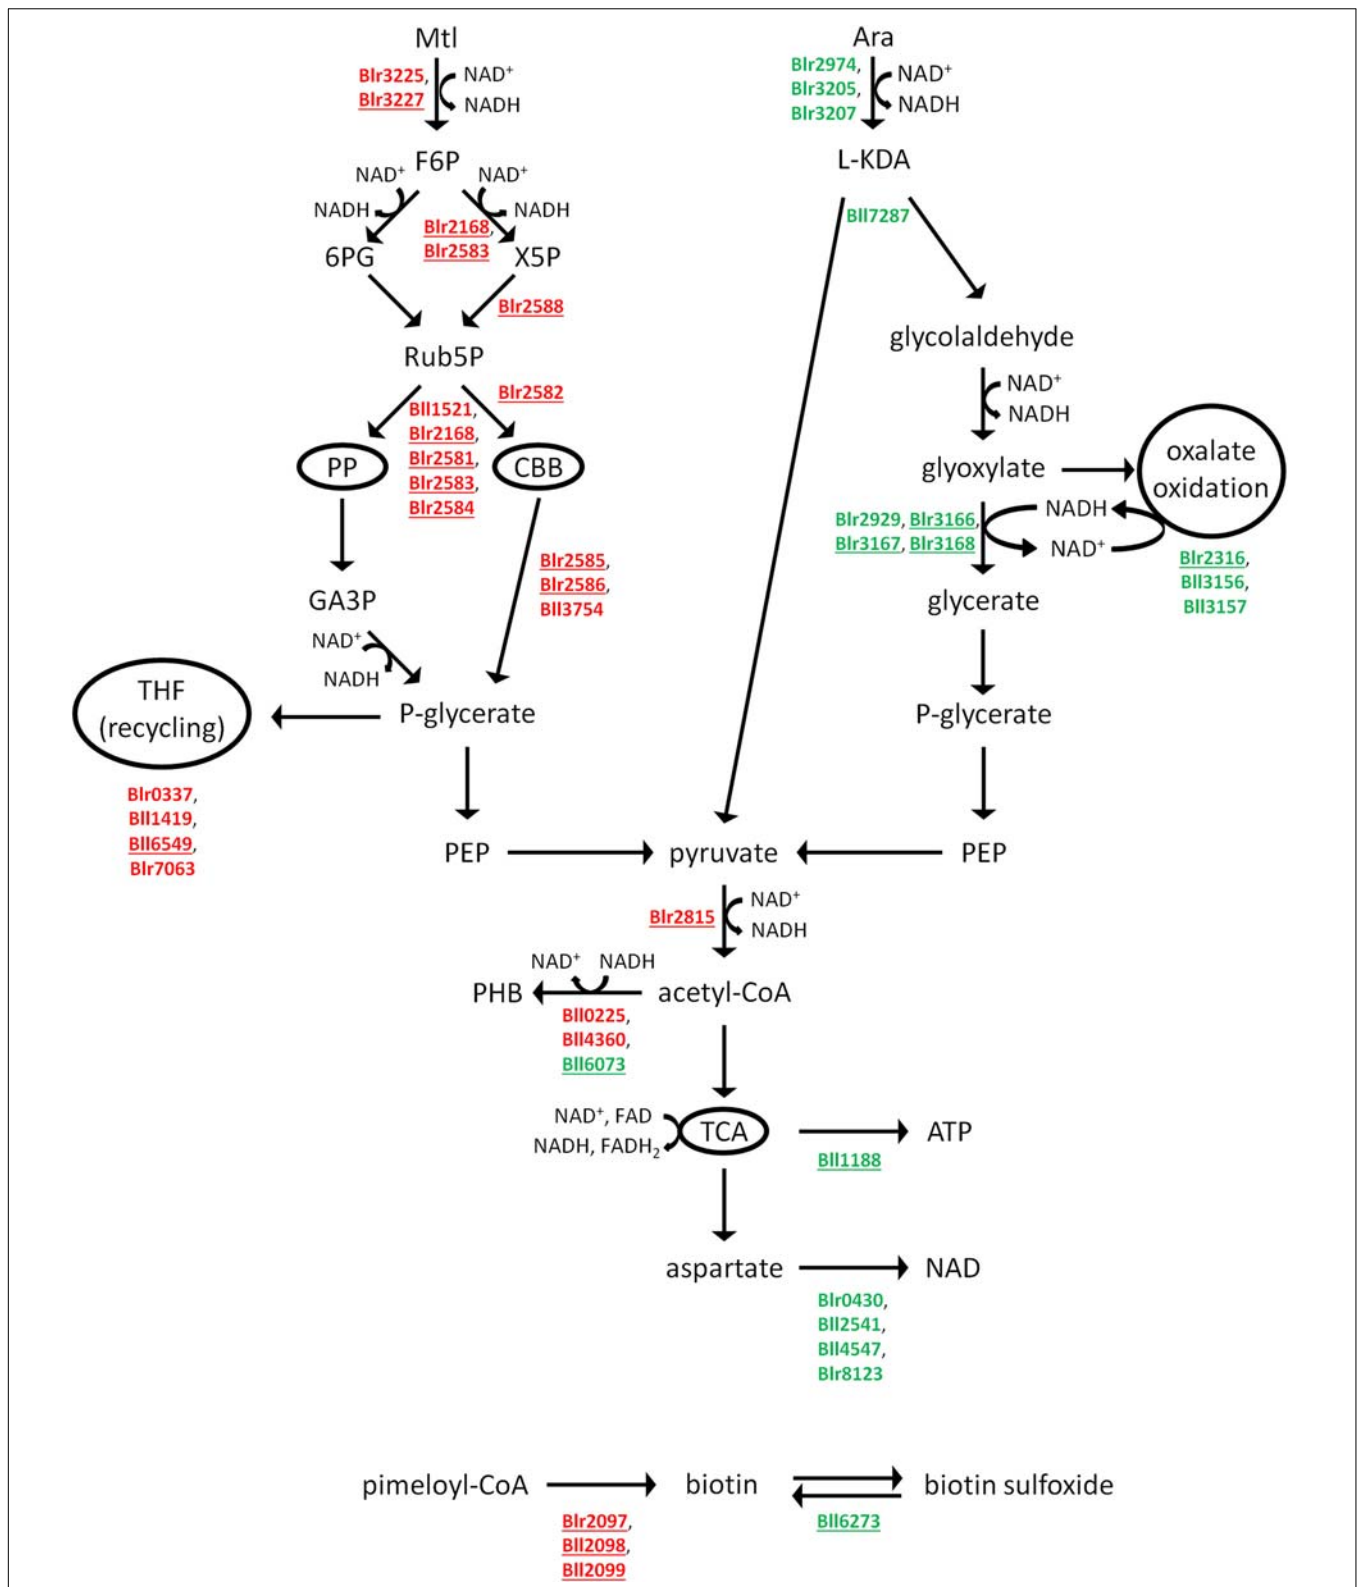 Mtl
Blr3225,
Blr3227
NAD⁺
NADH
F6P
NAD⁺
NADH
NAD⁺
NADH
Blr2168,
Blr2583
6PG
X5P
Blr2588
Rub5P
Blr2582
Bll1521,
Blr2168,
Blr2581,
Blr2583,
Blr2584
PP
CBB
Blr2585,
Blr2586,
Bll3754
GA3P
NAD⁺
NADH
THF
(recycling)
P-glycerate
Blr0337,
Bll1419,
Bll6549,
Blr7063
PEP
Ara
Blr2974,
Blr3205,
Blr3207
NAD⁺
NADH
L-KDA
Bll7287
glycolaldehyde
NAD⁺
NADH
glyoxylate
oxalate
oxidation
Blr2929, Blr3166,
Blr3167, Blr3168
NADH
NAD⁺
Blr2316,
Bll3156,
Bll3157
glycerate
P-glycerate
PEP
pyruvate
Blr2815
NAD⁺
NADH
NAD⁺ NADH
PHB
acetyl-CoA
Bll0225,
Bll4360,
Bll6073
NAD⁺, FAD
NADH, FADH₂
TCA
ATP
Bll1188
aspartate
NAD
Blr0430,
Bll2541,
Bll4547,
Blr8123
pimeloyl-CoA
biotin
biotin sulfoxide
Blr2097,
Bll2098,
Bll2099
Bll6273